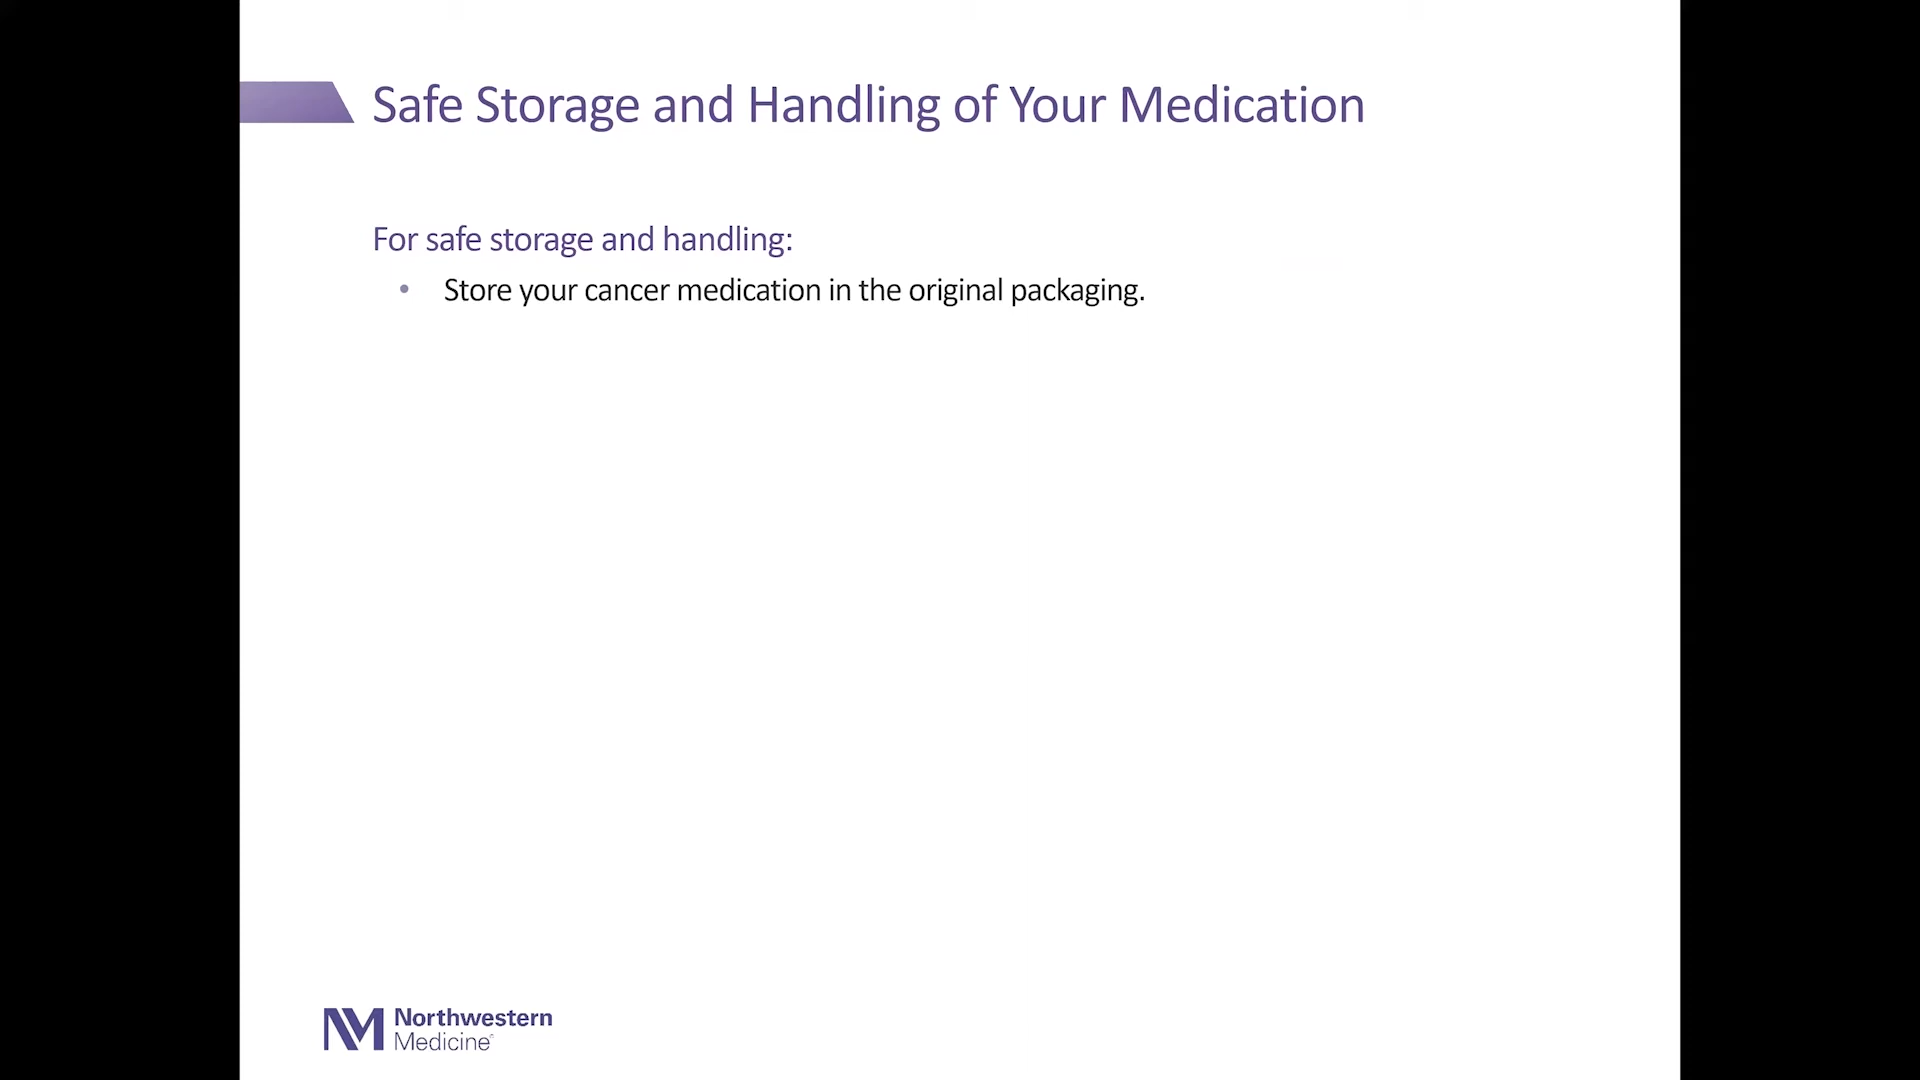 Safe Storage and Handling of Your Medication
For safe storage and handling:
• Store your cancer medication in the original packaging.
NM Northwestern
Medicine